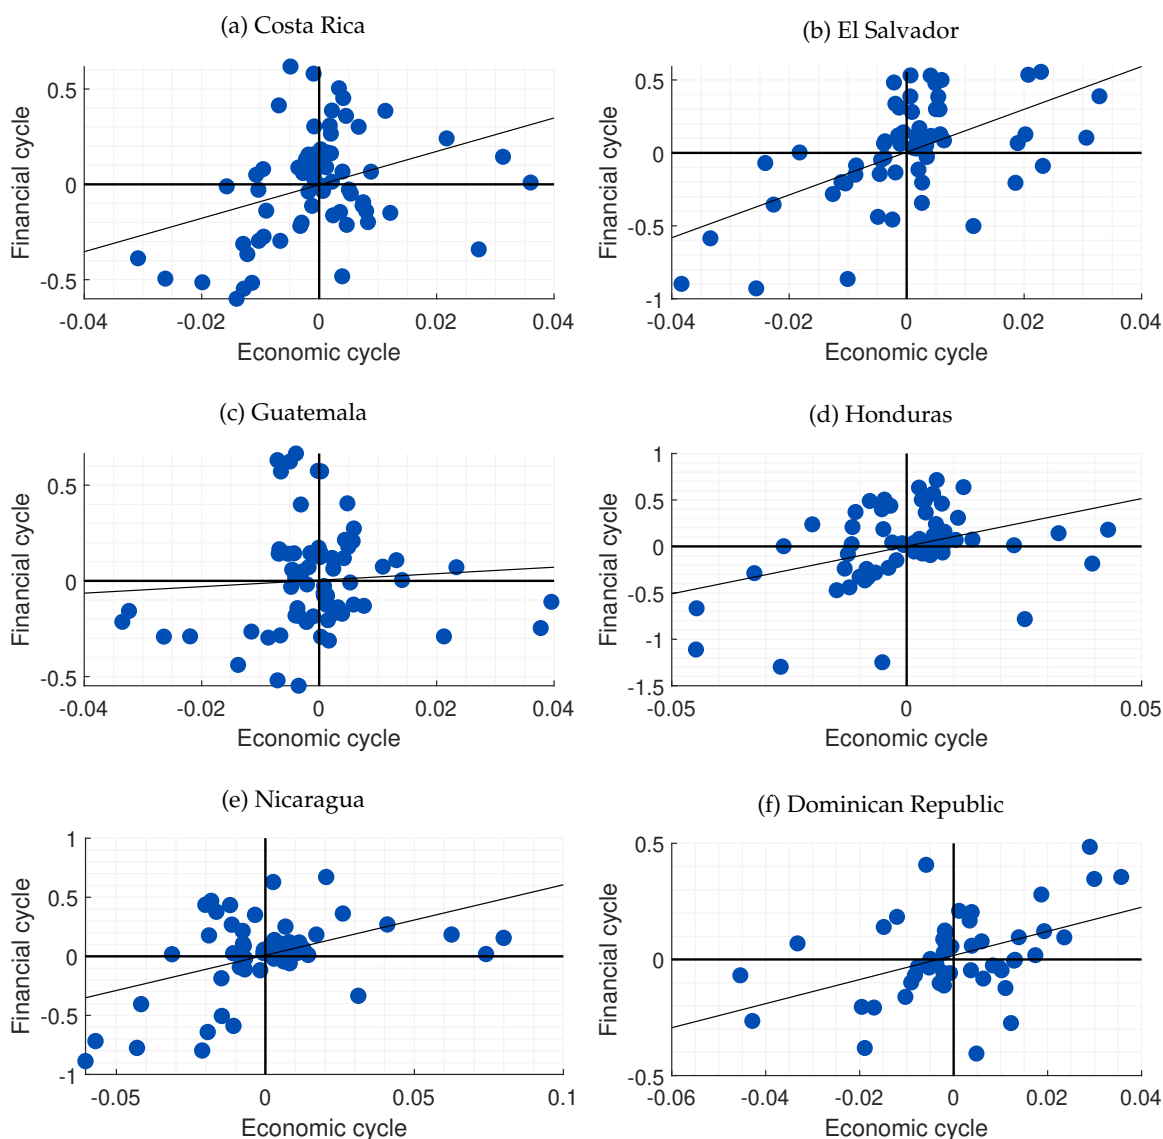 (a) Costa Rica
Financial cycle
0.5
0
-0.5
-0.04 -0.02 0 0.02 0.04
Economic cycle
(b) El Salvador
Financial cycle
0.5
0
-0.5
-1
-0.04 -0.02 0 0.02 0.04
Economic cycle
(c) Guatemala
Financial cycle
0.5
0
-0.5
-0.04 -0.02 0 0.02 0.04
Economic cycle
(d) Honduras
Financial cycle
1
0.5
0
-0.5
-1
-1.5
-0.05 0 0.05
Economic cycle
(e) Nicaragua
Financial cycle
1
0.5
0
-0.5
-1
-0.05 0 0.05 0.1
Economic cycle
(f) Dominican Republic
Financial cycle
0.5
0
-0.5
-0.06 -0.04 -0.02 0 0.02 0.04
Economic cycle